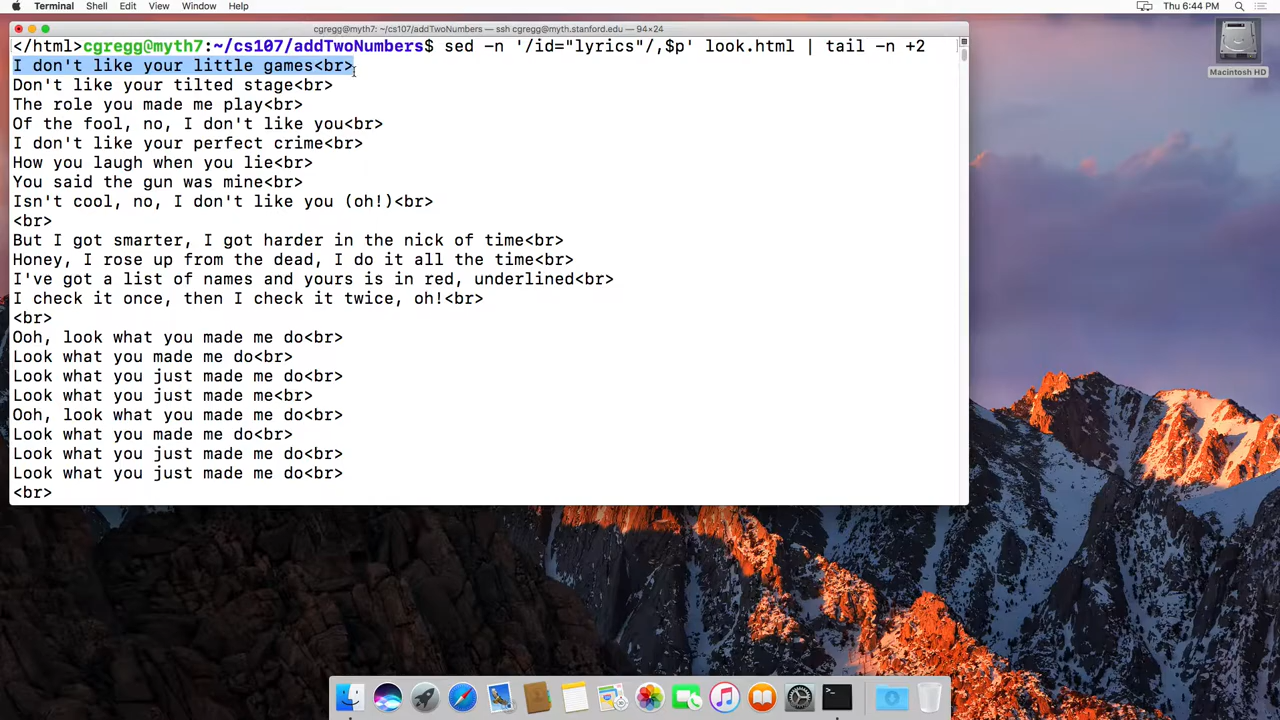 Terminal Shell Edit View Window Help Thu 6:44 PM
cgregg@myth7: ~/cs107/addTwoNumbers — ssh cgregg@myth.stanford.edu — 94×24
</html>cgregg@myth7:~/cs107/addTwoNumbers$ sed -n '/id="lyrics"/,$p' look.html | tail -n +2
I don't like your little games<br>
Don't like your tilted stage<br>
The role you made me play<br>
Of the fool, no, I don't like you<br>
I don't like your perfect crime<br>
How you laugh when you lie<br>
You said the gun was mine<br>
Isn't cool, no, I don't like you (oh!)<br>
<br>
But I got smarter, I got harder in the nick of time<br>
Honey, I rose up from the dead, I do it all the time<br>
I've got a list of names and yours is in red, underlined<br>
I check it once, then I check it twice, oh!<br>
<br>
Ooh, look what you made me do<br>
Look what you made me do<br>
Look what you just made me do<br>
Look what you just made me<br>
Ooh, look what you made me do<br>
Look what you made me do<br>
Look what you just made me do<br>
Look what you just made me do<br>
<br>
Macintosh HD